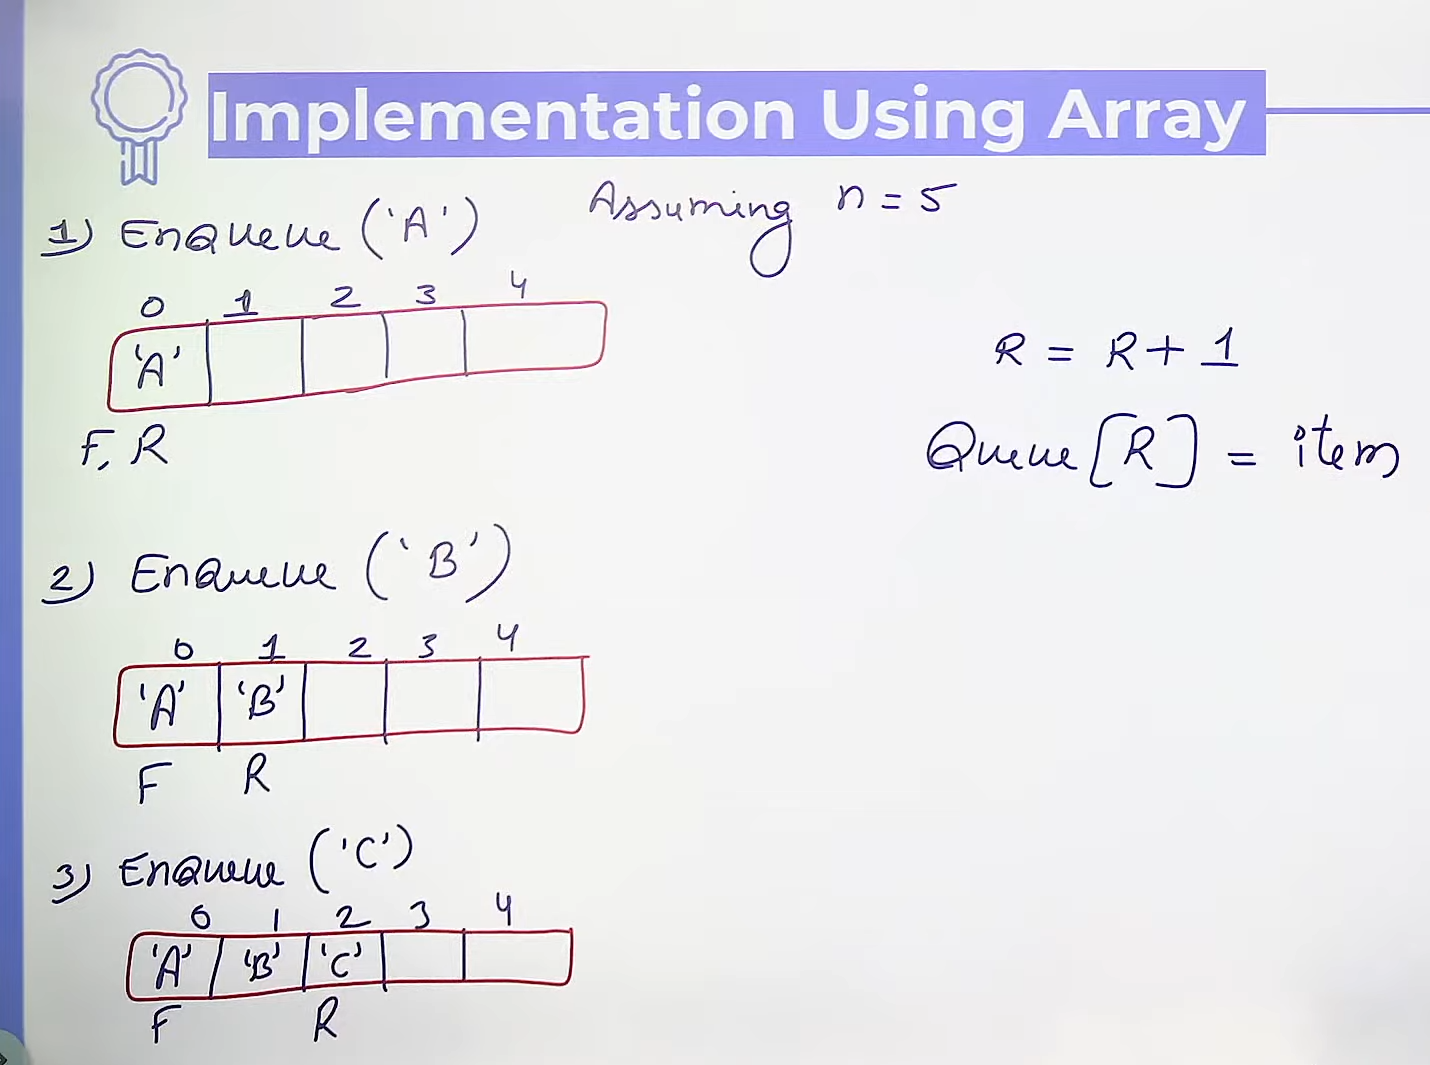 Implementation Using Array
1) EnQueue ('A') Assuming n = 5
0 1 2 3 4
'A'
F, R
R = R + 1
Queue [R] = item
2) EnQueue ('B')
0 1 2 3 4
'A' 'B'
F R
3) EnQueue ('C')
0 1 2 3 4
'A' 'B' 'C'
F R